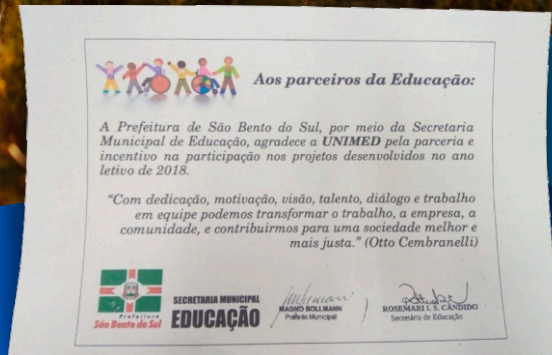 Aos parceiros da Educação:
A Prefeitura de São Bento do Sul, por meio da Secretaria
Municipal de Educação, agradece a UNIMED pela parceria e
incentivo na participação nos projetos desenvolvidos no ano
letivo de 2018.
"Com dedicação, motivação, visão, talento, diálogo e trabalho
em equipe podemos transformar o trabalho, a empresa, a
comunidade, e contribuirmos para uma sociedade melhor e
mais justa." (Otto Cembranelli)
Prefeitura
São Bento do Sul
SECRETARIA MUNICIPAL
EDUCAÇÃO
MAGNO BOLLMANN
Prefeito Municipal
ROSEMARI I. S. CÂNDIDO
Secretária de Educação